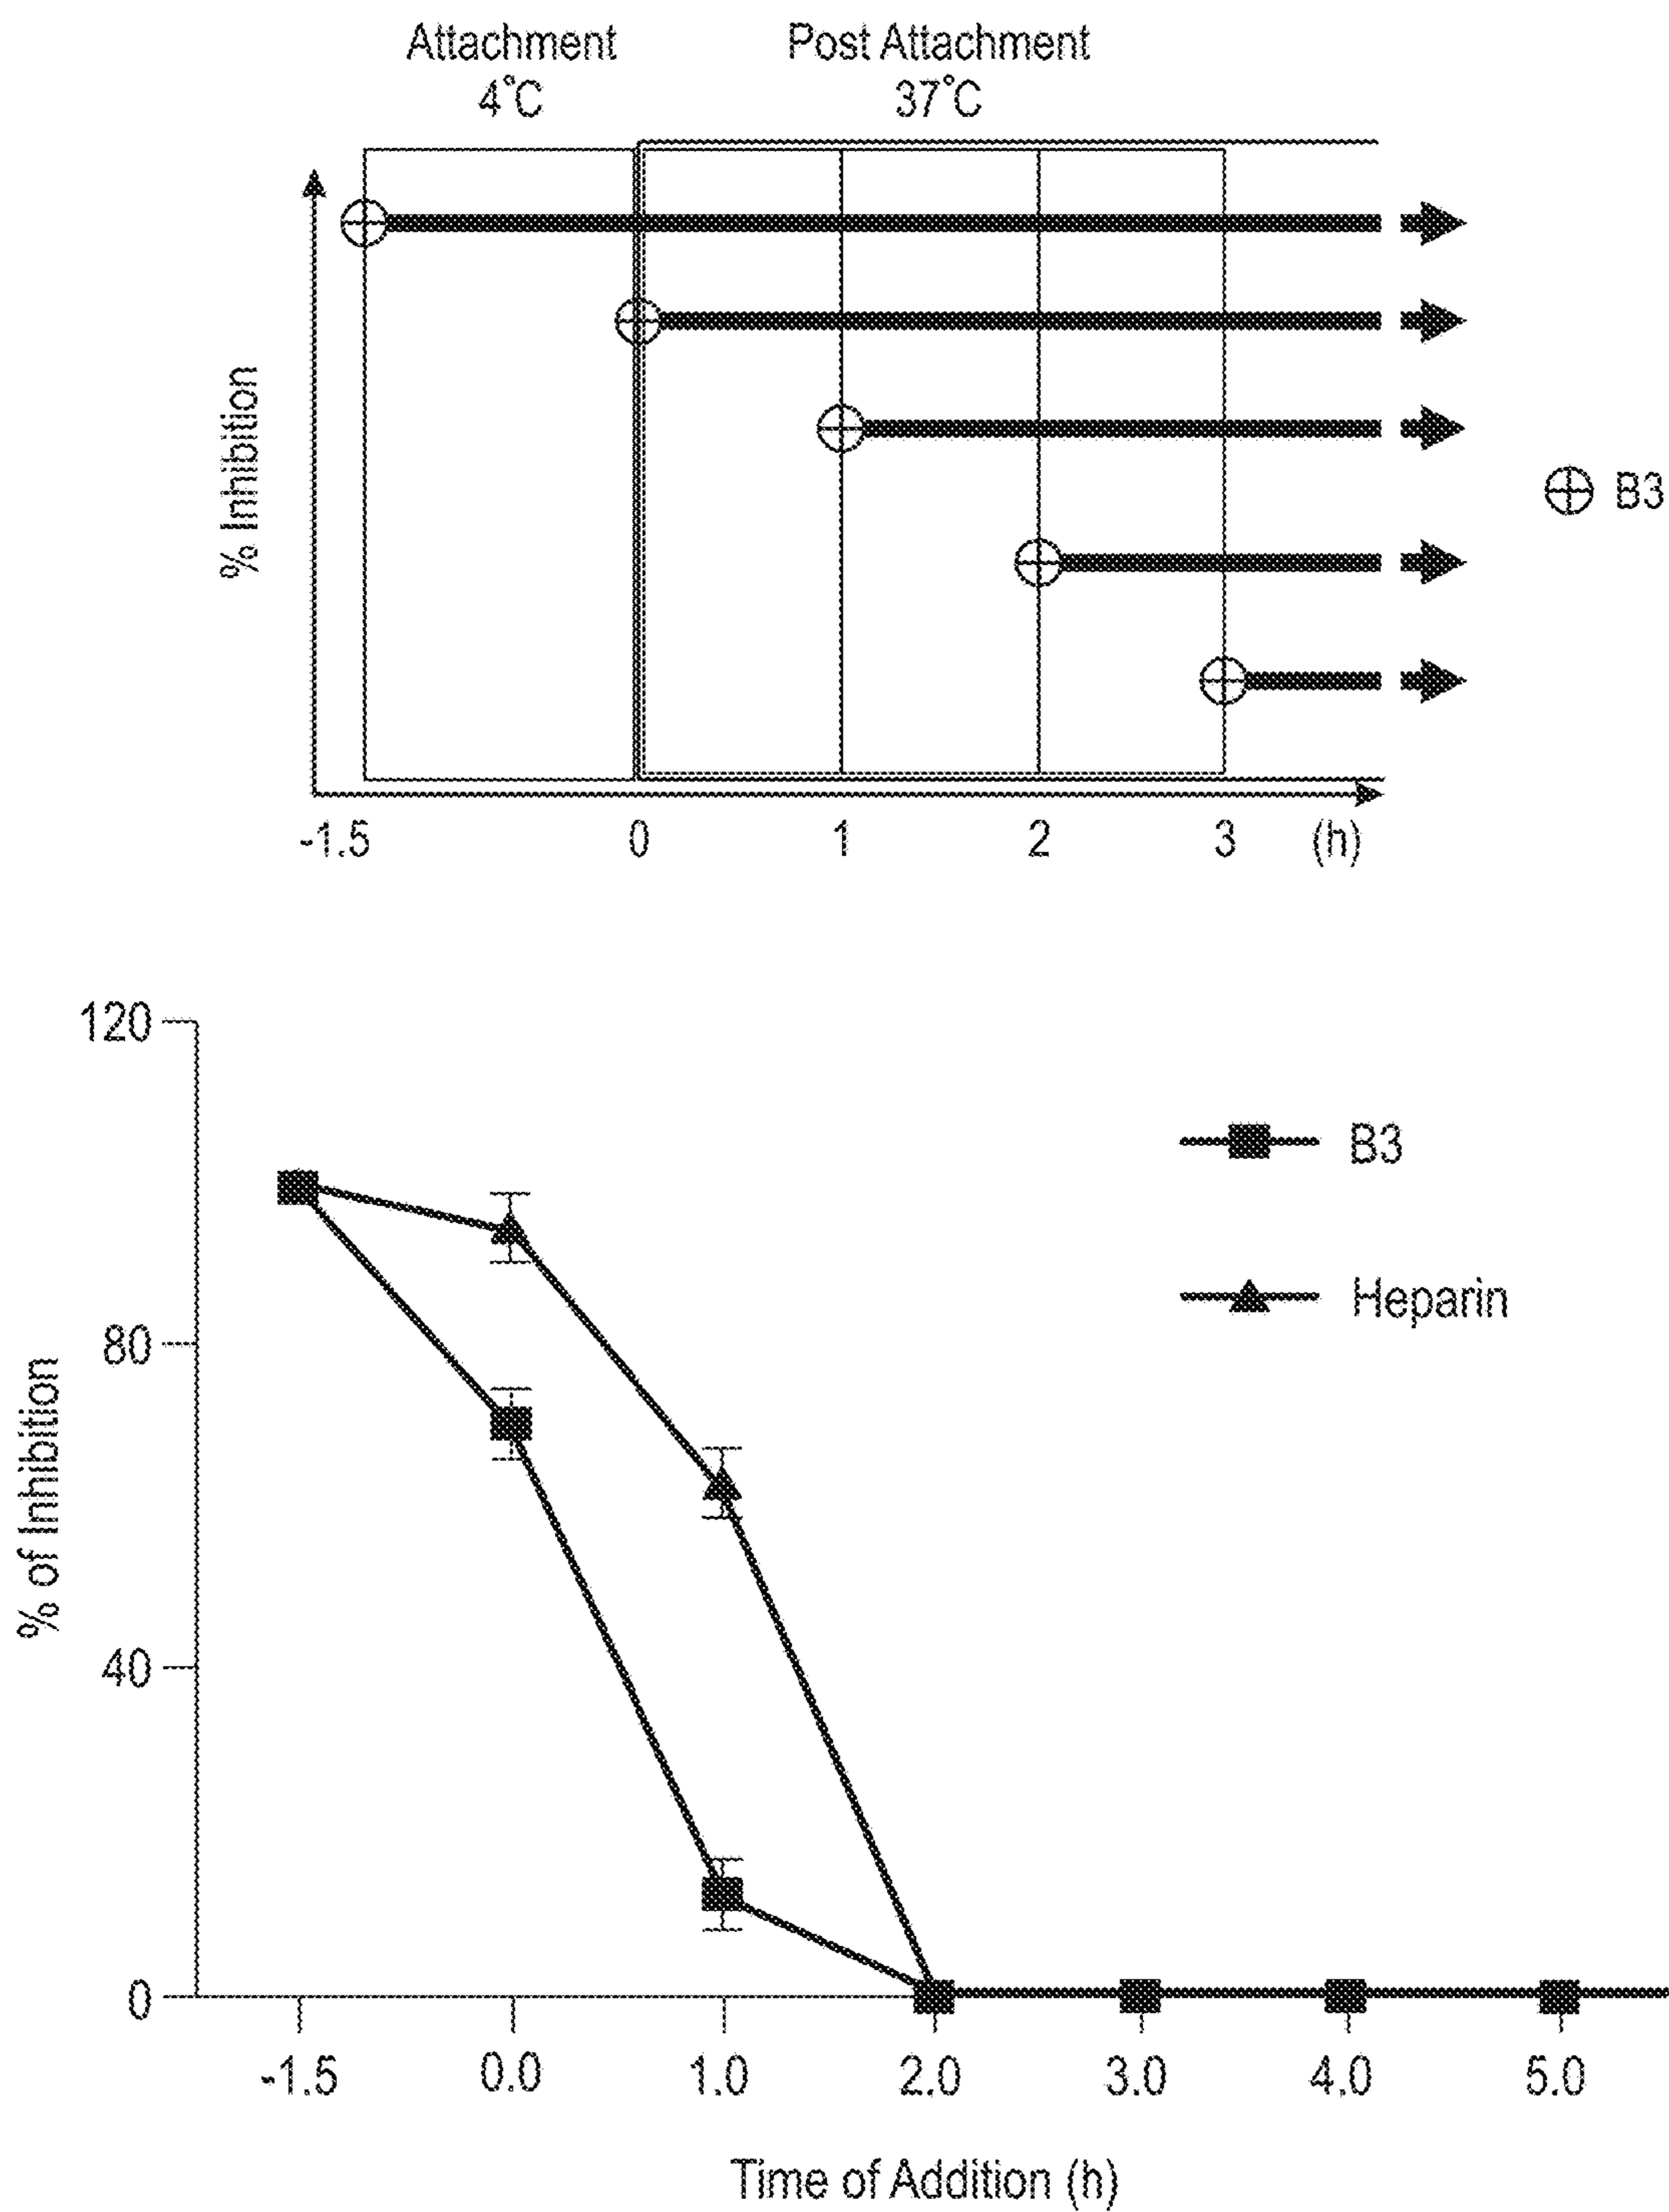 Attachment
4°C
Post Attachment
37°C
% Inhibition
B3
-1.5 0 1 2 3 (h)
120
80
40
0
% of Inhibition
B3
Heparin
-1.5 0.0 1.0 2.0 3.0 4.0 5.0
Time of Addition (h)